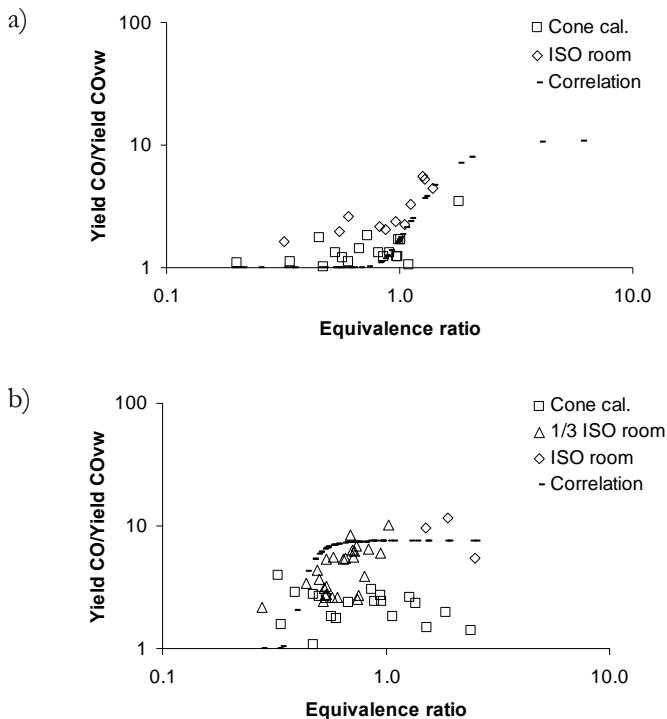 a)
Yield CO/Yield COvw
100
10
1
0.1
1.0
10.0
Equivalence ratio
Cone cal.
ISO room
Correlation
b)
Yield CO/Yield COvw
100
10
1
0.1
1.0
10.0
Equivalence ratio
Cone cal.
1/3 ISO room
ISO room
Correlation